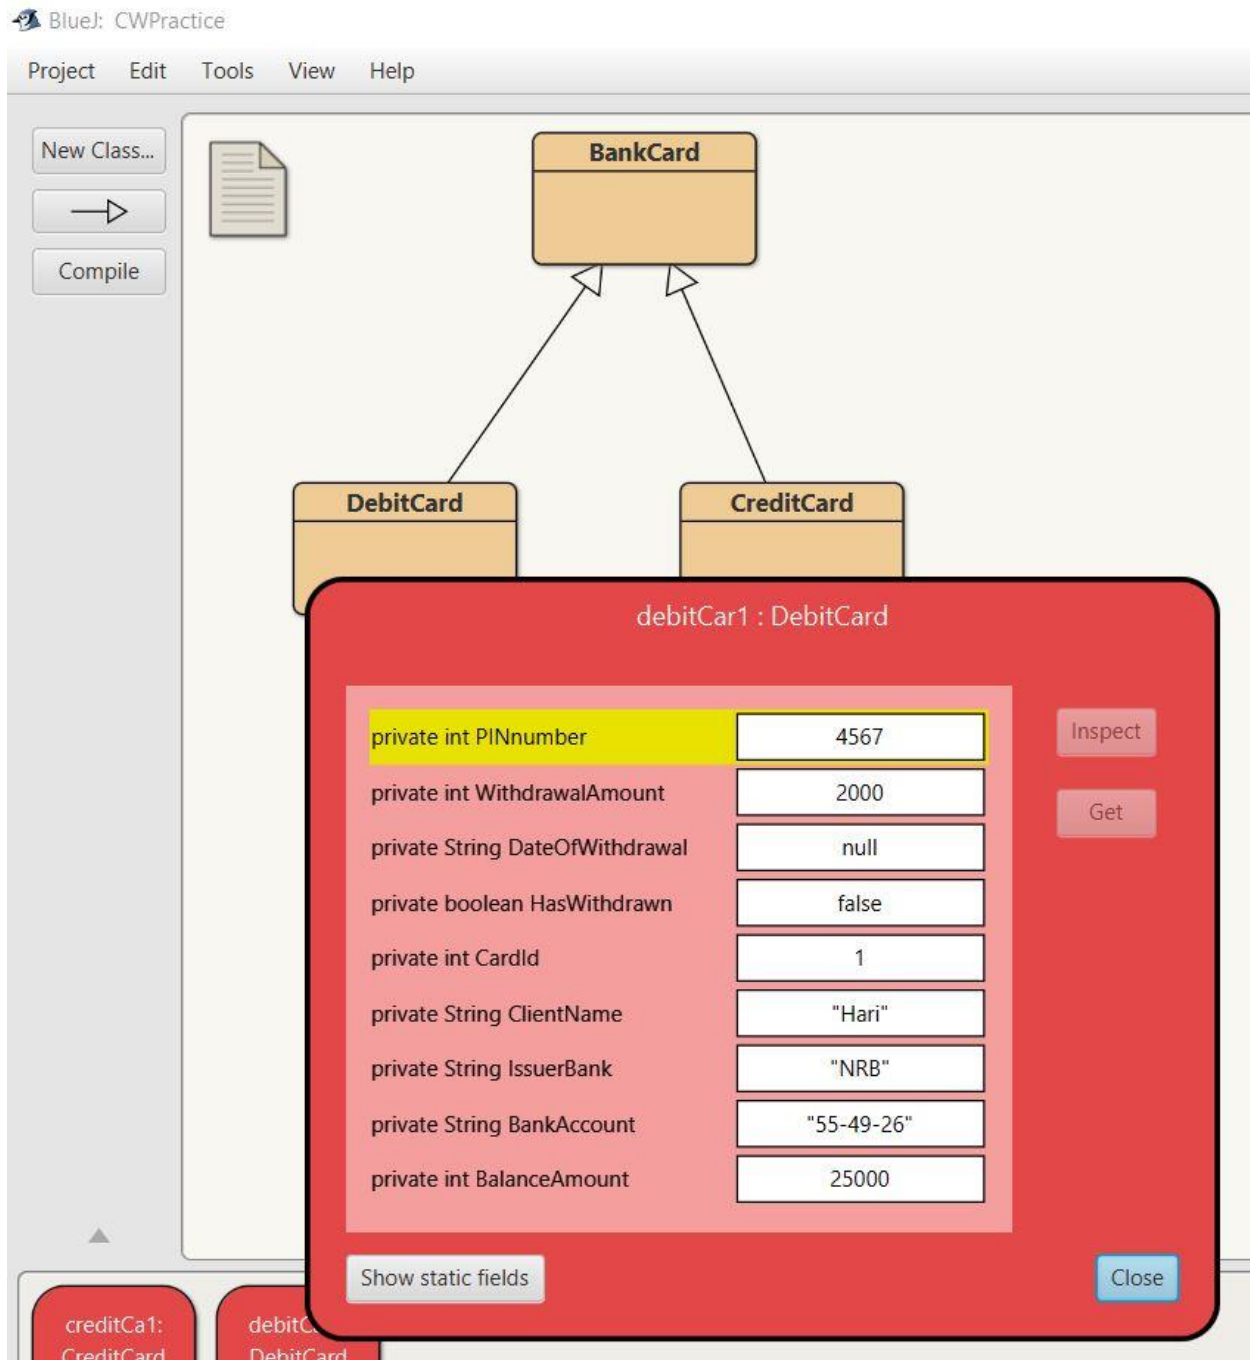 BlueJ: CWPractice
Project Edit Tools View Help
New Class...
Compile
BankCard
DebitCard
CreditCard
debitCar1 : DebitCard
private int PINnumber 4567
private int WithdrawalAmount 2000
private String DateOfWithdrawal null
private boolean HasWithdrawn false
private int CardId 1
private String ClientName "Hari"
private String IssuerBank "NRB"
private String BankAccount "55-49-26"
private int BalanceAmount 25000
Inspect
Get
Show static fields
Close
creditCa1:
CreditCard
DebitCard